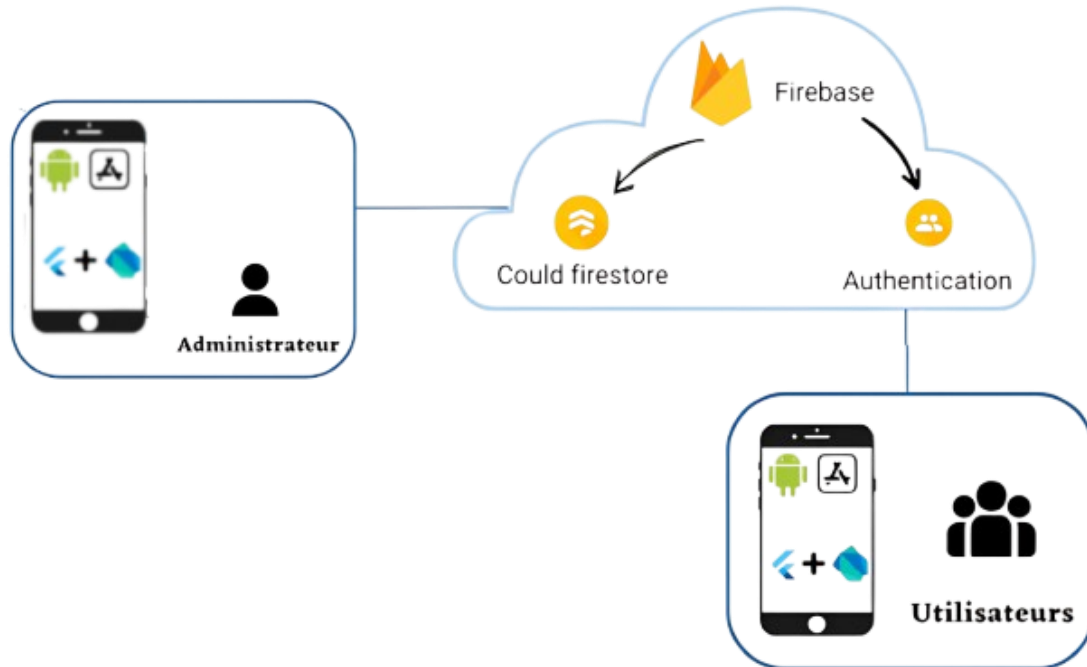 Firebase
Could firestore
Authentication
Administrateur
Utilisateurs